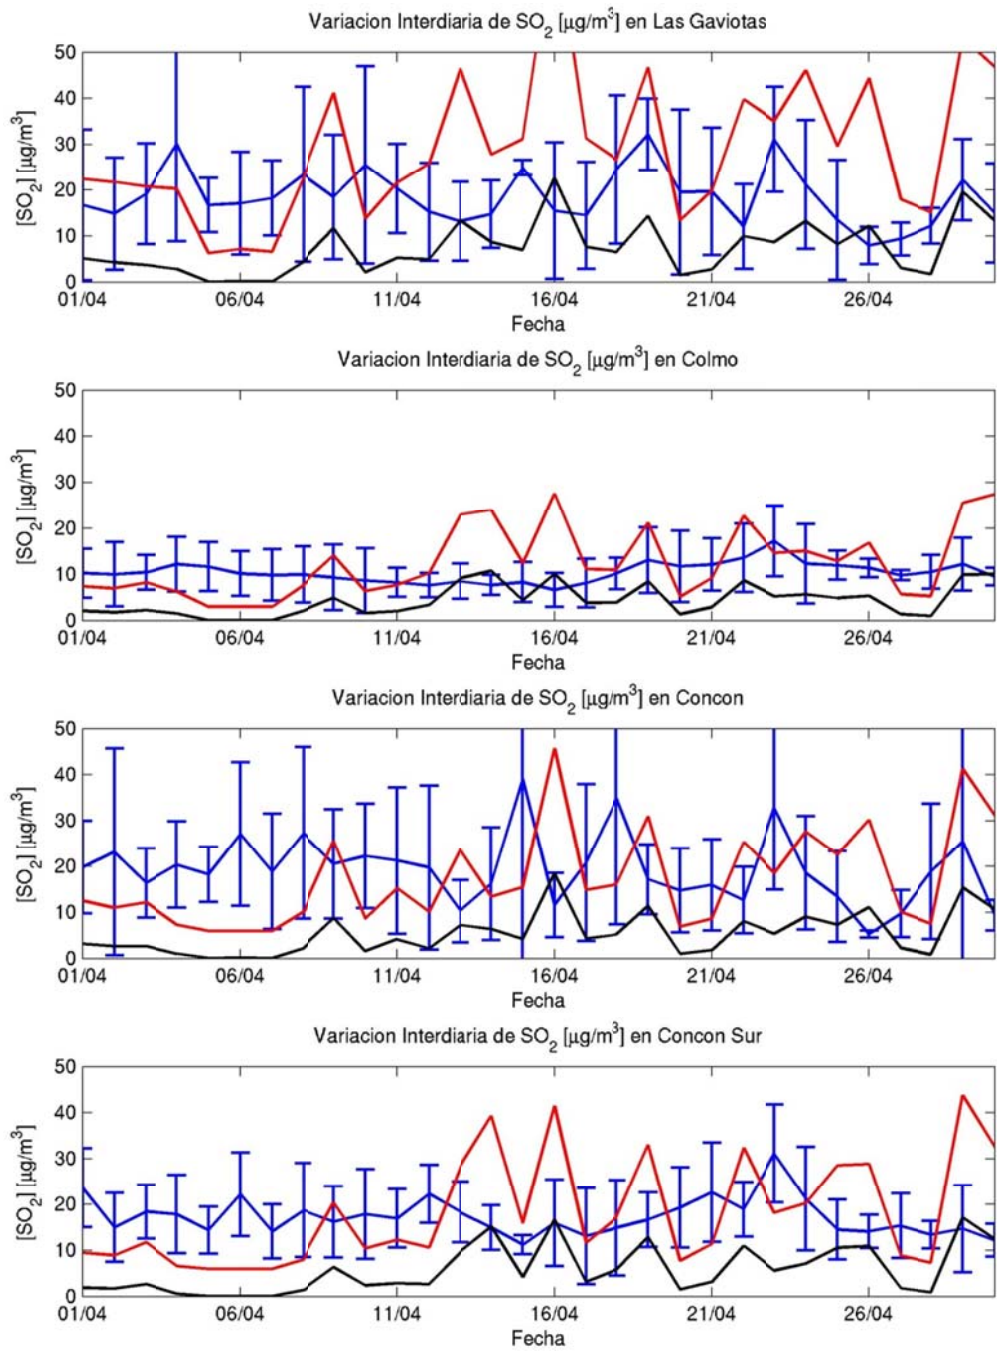 Variacion Interdiaria de SO₂ [µg/m³] en Las Gaviotas
50
40
30
20
10
0
[SO₂] [µg/m³]
01/04 06/04 11/04 16/04 21/04 26/04
Fecha
Variacion Interdiaria de SO₂ [µg/m³] en Colmo
50
40
30
20
10
0
[SO₂] [µg/m³]
01/04 06/04 11/04 16/04 21/04 26/04
Fecha
Variacion Interdiaria de SO₂ [µg/m³] en Concon
50
40
30
20
10
0
[SO₂] [µg/m³]
01/04 06/04 11/04 16/04 21/04 26/04
Fecha
Variacion Interdiaria de SO₂ [µg/m³] en Concon Sur
50
40
30
20
10
0
[SO₂] [µg/m³]
01/04 06/04 11/04 16/04 21/04 26/04
Fecha